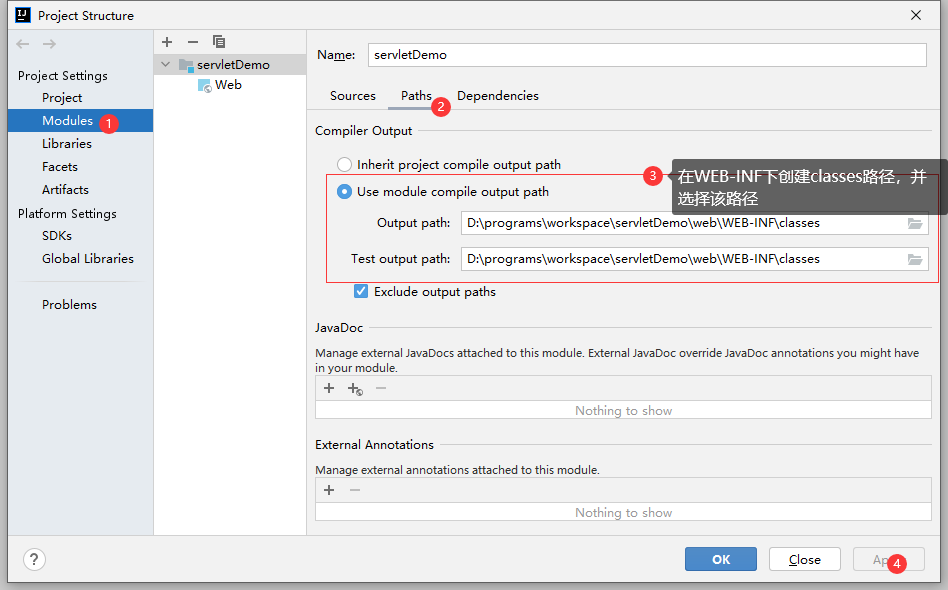 Project Structure
Project Settings
Project
Modules
1
Libraries
Facets
Artifacts
Platform Settings
SDKs
Global Libraries
Problems
servletDemo
Web
Name:
servletDemo
Sources
Paths
2
Dependencies
Compiler Output
Inherit project compile output path
3
在WEB-INF下创建classes路径，并
选择该路径
Use module compile output path
Output path:
D:\programs\workspace\servletDemo\web\WEB-INF\classes
Test output path:
D:\programs\workspace\servletDemo\web\WEB-INF\classes
Exclude output paths
JavaDoc
Manage external JavaDocs attached to this module. External JavaDoc override JavaDoc annotations you might have
in your module.
Nothing to show
External Annotations
Manage external annotations attached to this module.
Nothing to show
?
OK
Close
4